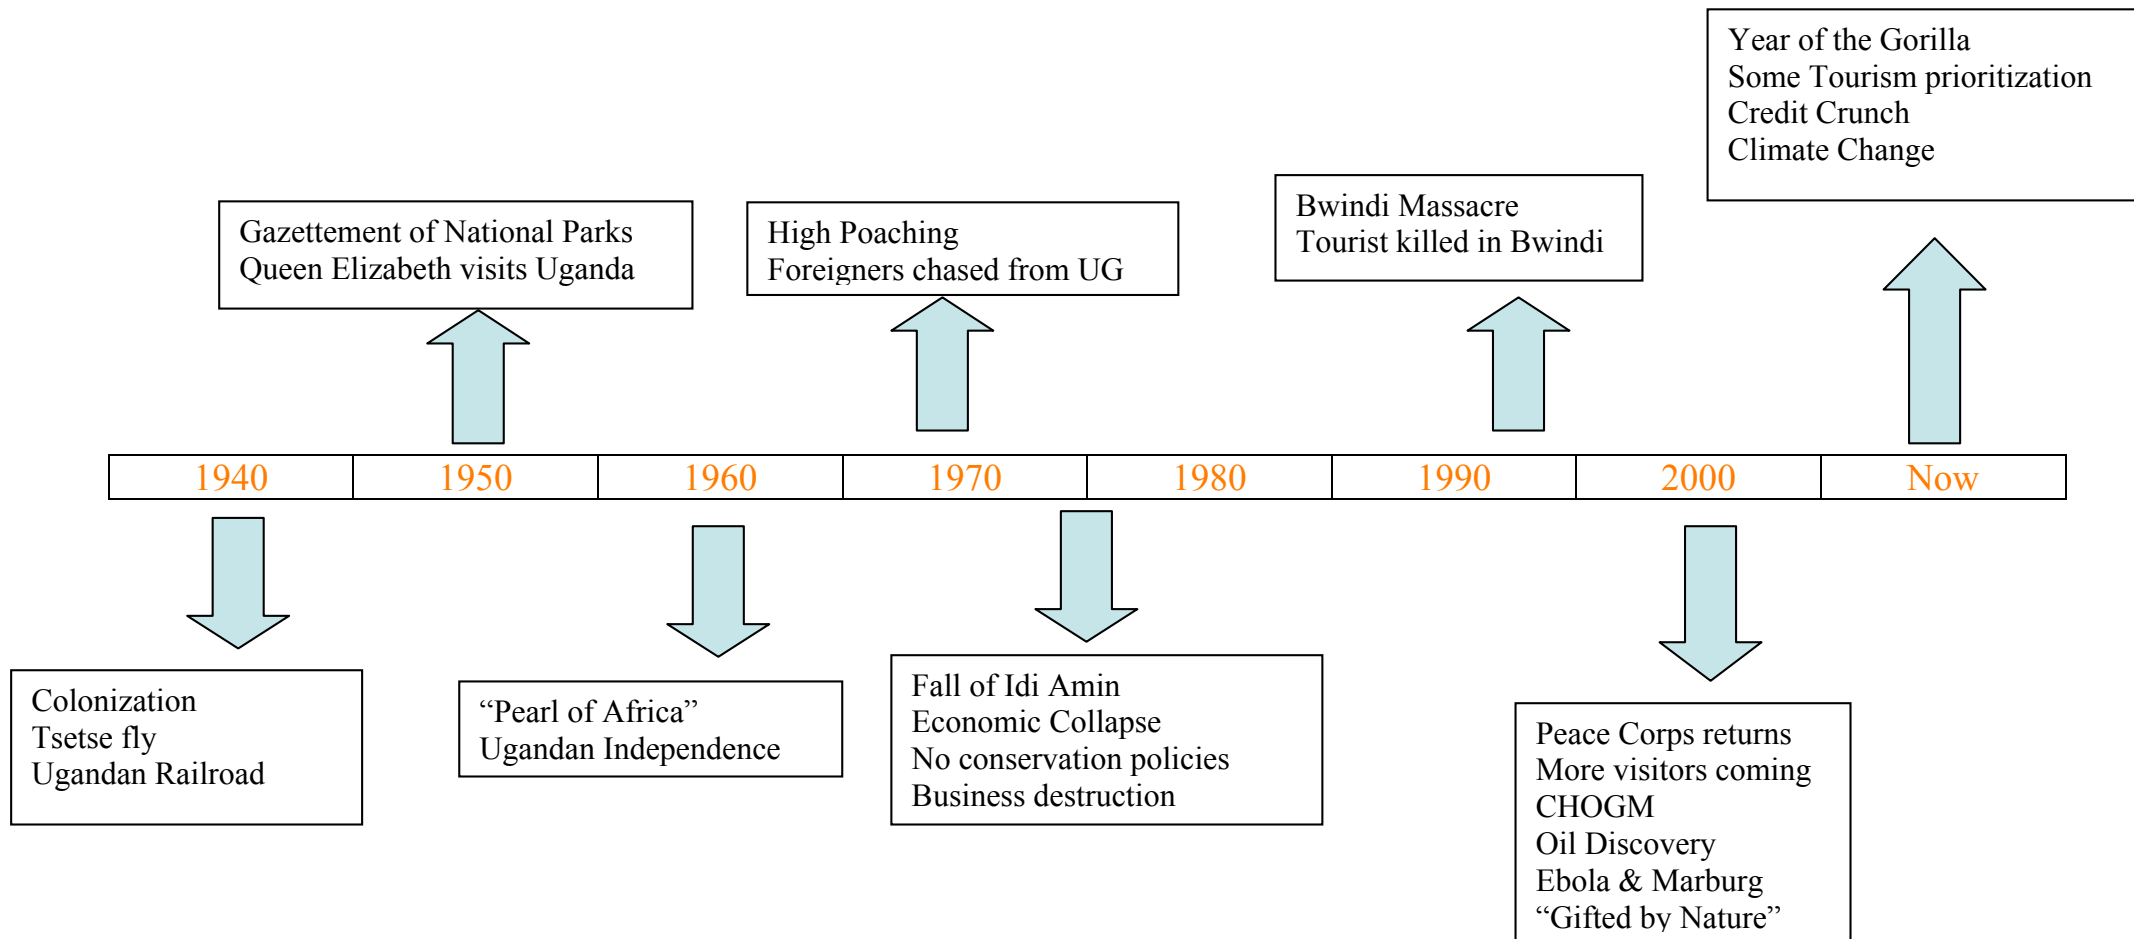 Year of the Gorilla
Some Tourism prioritization
Credit Crunch
Climate Change
Gazettement of National Parks
Queen Elizabeth visits Uganda
High Poaching
Foreigners chased from UG
Bwindi Massacre
Tourist killed in Bwindi
1940 1950 1960 1970 1980 1990 2000 Now
Colonization
Tsetse fly
Ugandan Railroad
“Pearl of Africa”
Ugandan Independence
Fall of Idi Amin
Economic Collapse
No conservation policies
Business destruction
Peace Corps returns
More visitors coming
CHOGM
Oil Discovery
Ebola & Marburg
“Gifted by Nature”